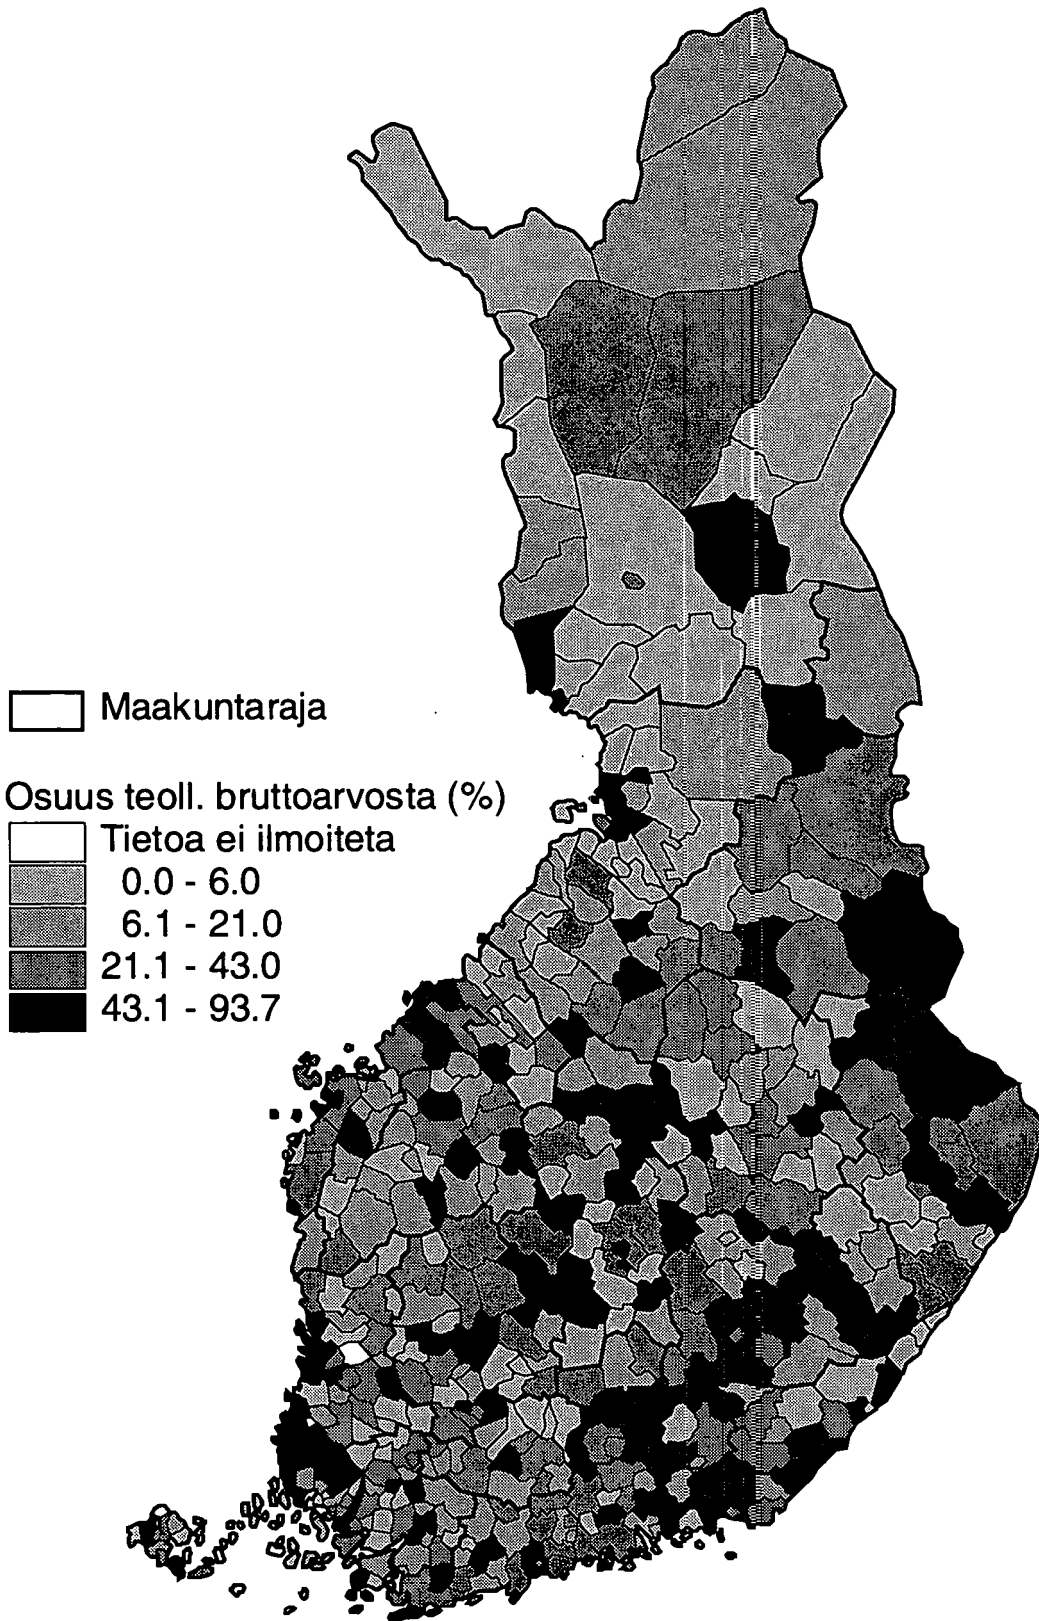 Maakuntaraja
Osuus teoll. bruttoarvosta (%)
Tietoa ei ilmoiteta
0.0 - 6.0
6.1 - 21.0
21.1 - 43.0
43.1 - 93.7